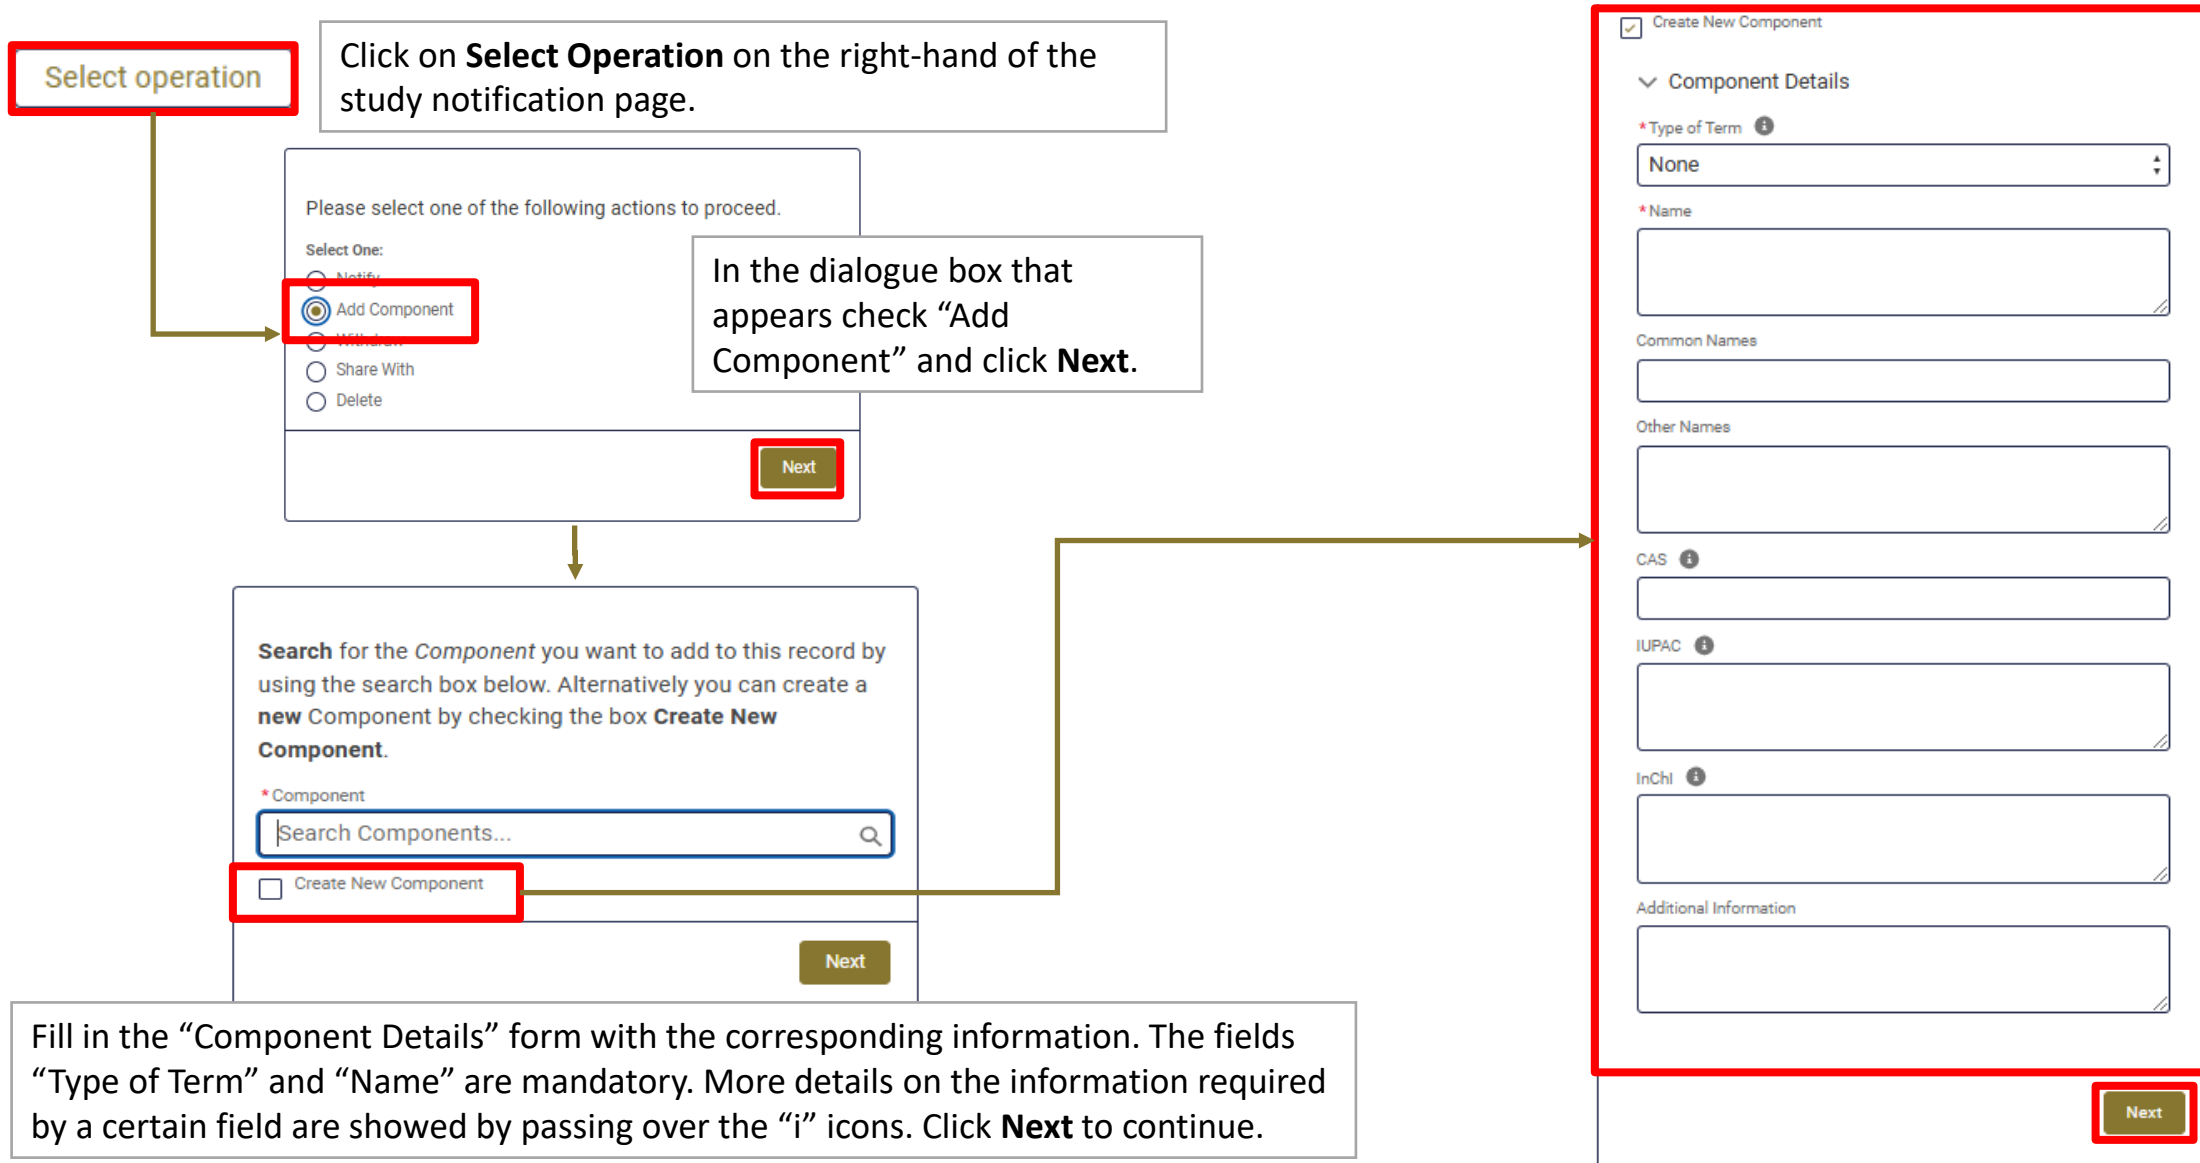 Select operation
Click on Select Operation on the right-hand of the
study notification page.
Please select one of the following actions to proceed.
Select One:
Notify
Add Component
Withdraw
Share With
Delete
Next
In the dialogue box that
appears check “Add
Component” and click Next.
Search for the Component you want to add to this record by
using the search box below. Alternatively you can create a
new Component by checking the box Create New
Component.
*Component
Search Components...
Create New Component
Next
Fill in the “Component Details” form with the corresponding information. The fields
“Type of Term” and “Name” are mandatory. More details on the information required
by a certain field are showed by passing over the “i” icons. Click Next to continue.
Create New Component
Component Details
*Type of Term
None
*Name
Common Names
Other Names
CAS
IUPAC
InChI
Additional Information
Next